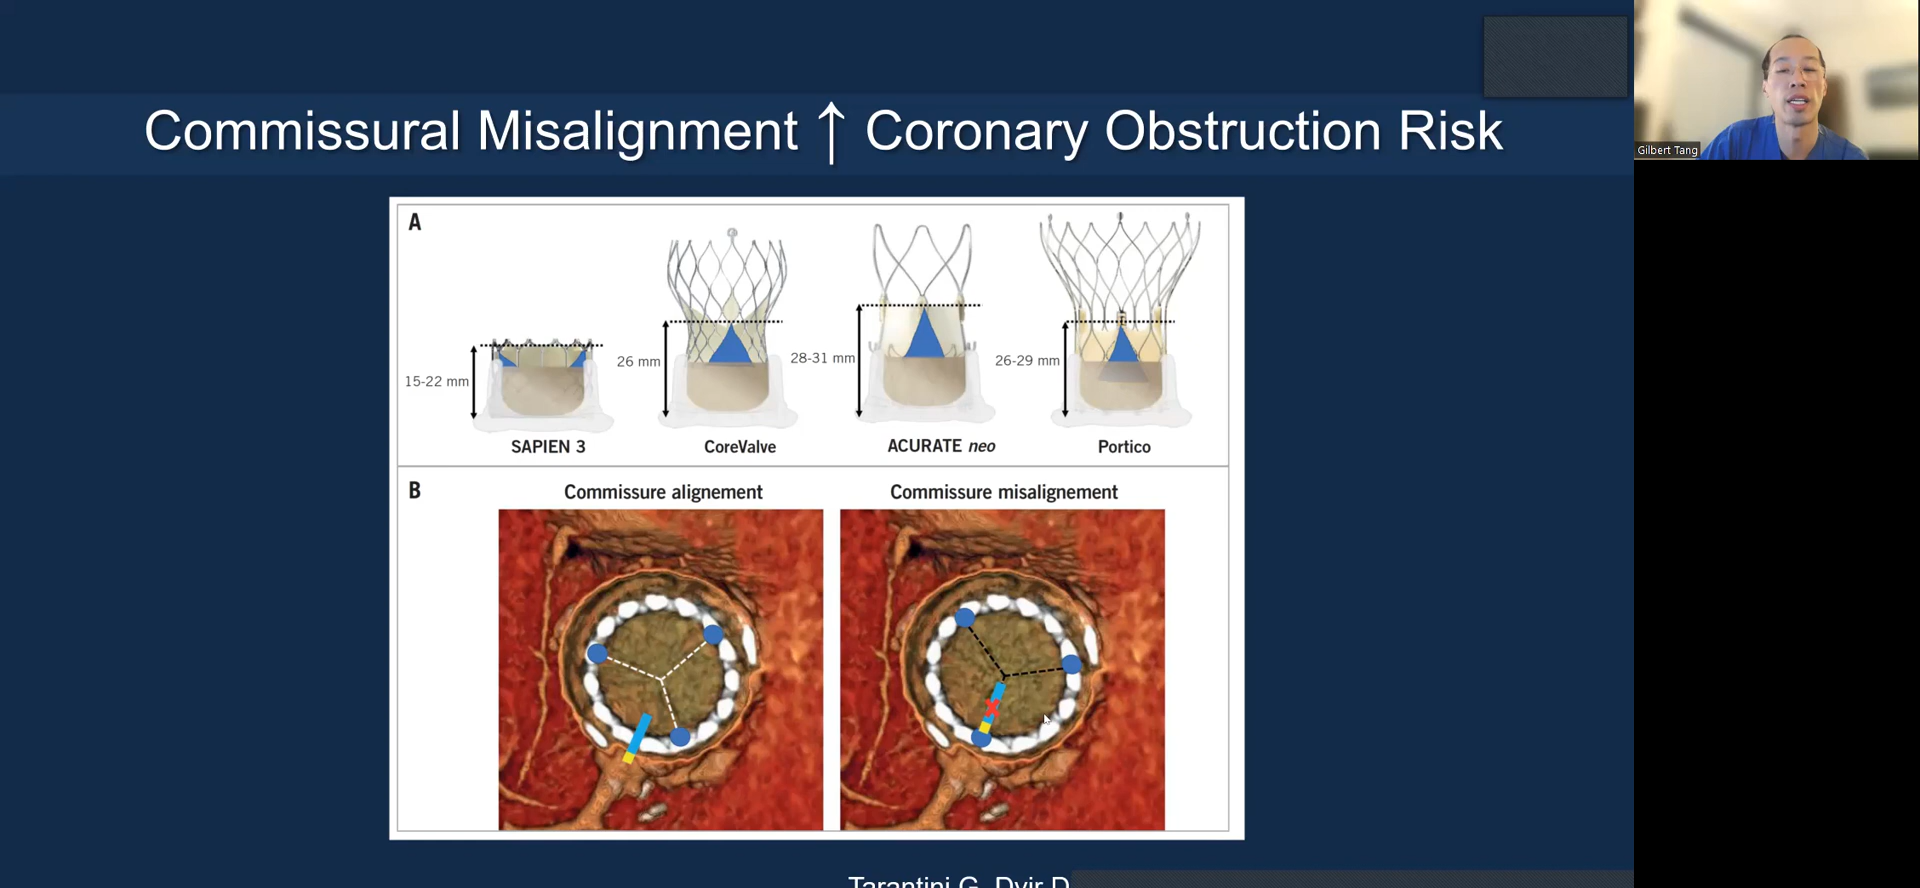 Commissural Misalignment ↑ Coronary Obstruction Risk
Gilbert Tang
A
15-22 mm
26 mm
28-31 mm
26-29 mm
SAPIEN 3
CoreValve
ACURATE neo
Portico
B
Commissure alignement
Commissure misalignement
Tarantini G, Dvir D